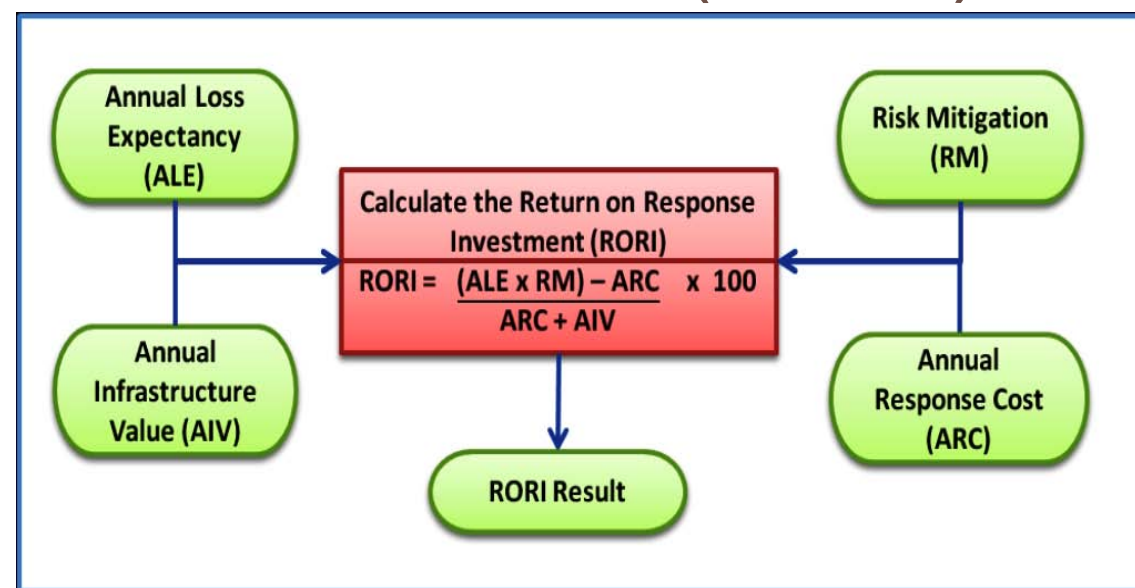 Annual Loss
Expectancy
(ALE)
Risk Mitigation
(RM)
Calculate the Return on Response
Investment (RORI)
RORI = (ALE x RM) – ARC x 100
ARC + AIV
Annual
Infrastructure
Value (AIV)
Annual
Response Cost
(ARC)
RORI Result